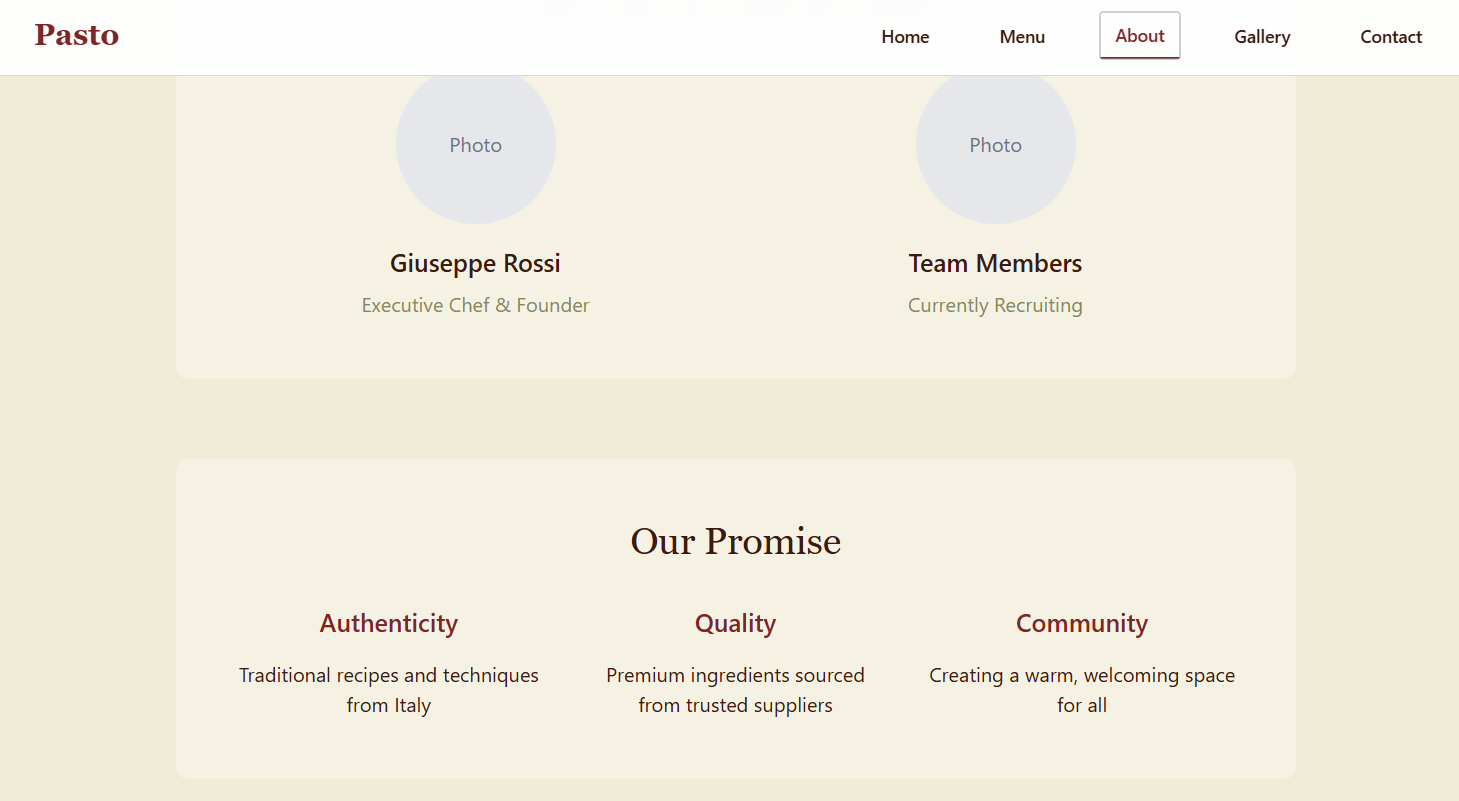 Pasto
Home
Menu
About
Gallery
Contact
Photo
Photo
Giuseppe Rossi
Team Members
Executive Chef & Founder
Currently Recruiting
Our Promise
Authenticity
Quality
Community
Traditional recipes and techniques
from Italy
Premium ingredients sourced
from trusted suppliers
Creating a warm, welcoming space
for all